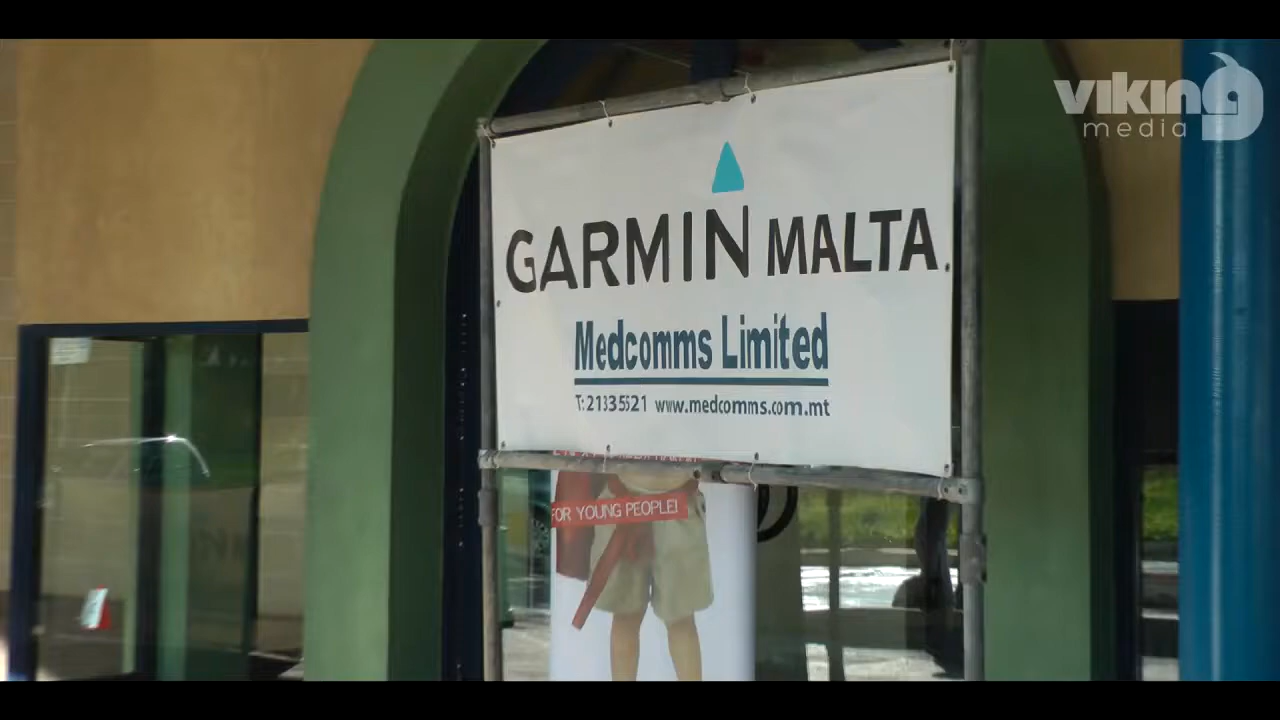 viking
media
GARMIN MALTA
Medcomms Limited
T: 21335521 www.medcomms.com.mt
FOR YOUNG PEOPLE!